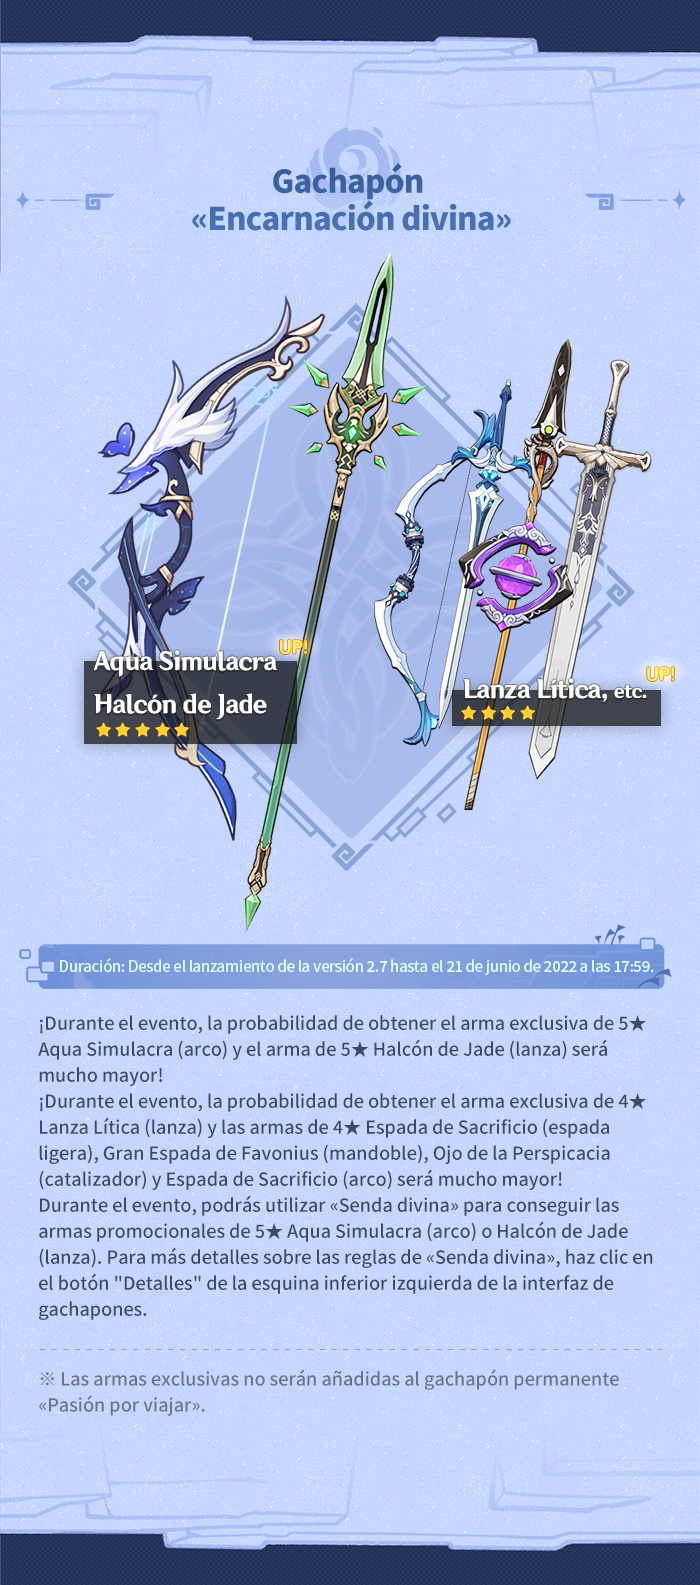 Gachapón
«Encarnación divina»
UP!
Aqua Simulacra
Halcón de Jade
★★★★★
UP!
Lanza Lítica, etc.
★★★★
Duración: Desde el lanzamiento de la versión 2.7 hasta el 21 de junio de 2022 a las 17:59.
¡Durante el evento, la probabilidad de obtener el arma exclusiva de 5★
Aqua Simulacra (arco) y el arma de 5★ Halcón de Jade (lanza) será
mucho mayor!
¡Durante el evento, la probabilidad de obtener el arma exclusiva de 4★
Lanza Lítica (lanza) y las armas de 4★ Espada de Sacrificio (espada
ligera), Gran Espada de Favonius (mandoble), Ojo de la Perspicacia
(catalizador) y Espada de Sacrificio (arco) será mucho mayor!
Durante el evento, podrás utilizar «Senda divina» para conseguir las
armas promocionales de 5★ Aqua Simulacra (arco) o Halcón de Jade
(lanza). Para más detalles sobre las reglas de «Senda divina», haz clic en
el botón "Detalles" de la esquina inferior izquierda de la interfaz de
gachapones.
※ Las armas exclusivas no serán añadidas al gachapón permanente
«Pasión por viajar».